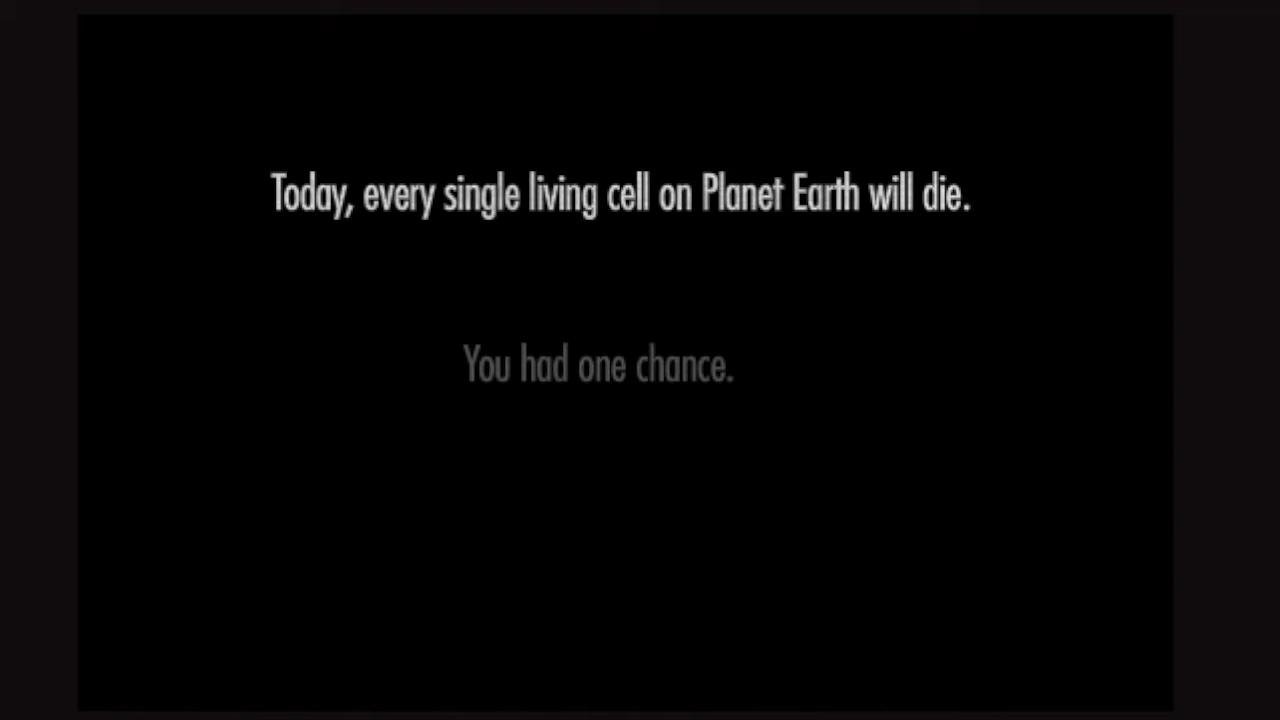 Today, every single living cell on Planet Earth will die.
You had one chance.